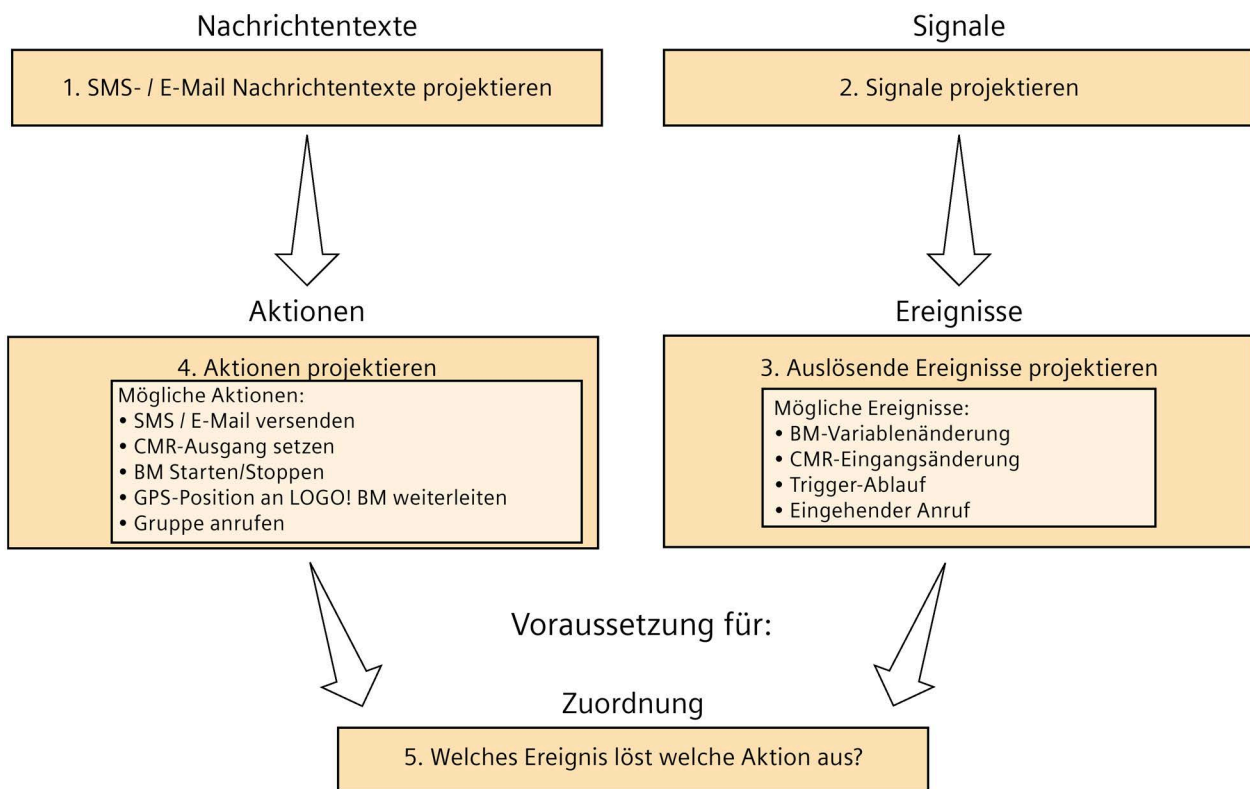 Nachrichtentexte
1. SMS- / E-Mail Nachrichtentexte projektieren
Signale
2. Signale projektieren
Aktionen
4. Aktionen projektieren
Mögliche Aktionen:
• SMS / E-Mail versenden
• CMR-Ausgang setzen
• BM Starten/Stoppen
• GPS-Position an LOGO! BM weiterleiten
• Gruppe anrufen
Ereignisse
3. Auslösende Ereignisse projektieren
Mögliche Ereignisse:
• BM-Variablenänderung
• CMR-Eingangsänderung
• Trigger-Ablauf
• Eingehender Anruf
Voraussetzung für:
Zuordnung
5. Welches Ereignis löst welche Aktion aus?